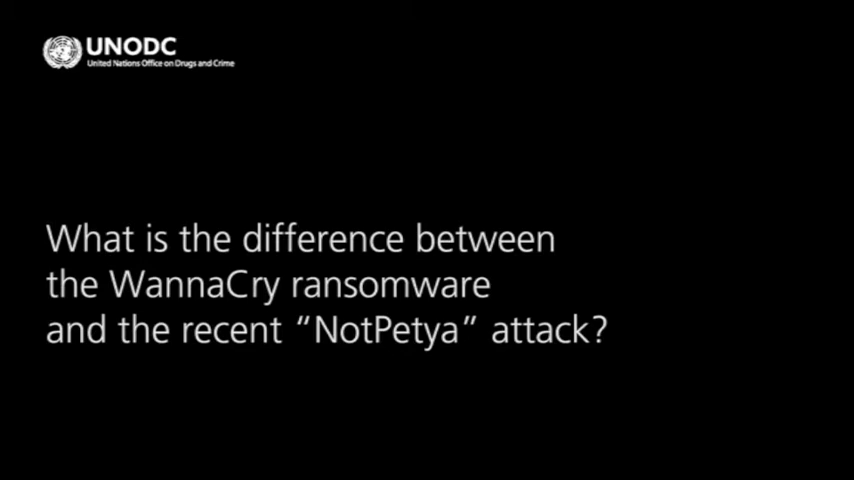 UNODC
United Nations Office on Drugs and Crime
What is the difference between
the WannaCry ransomware
and the recent “NotPetya” attack?